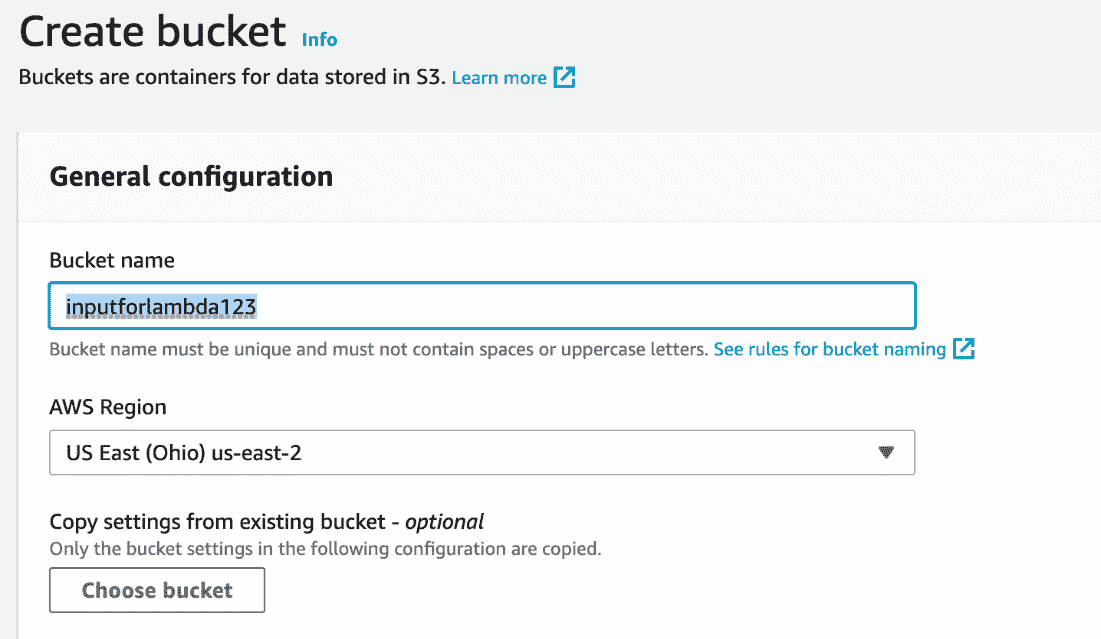 Create bucket Info
Buckets are containers for data stored in S3. Learn more
General configuration
Bucket name
inputforlambda123
Bucket name must be unique and must not contain spaces or uppercase letters. See rules for bucket naming
AWS Region
US East (Ohio) us-east-2
Copy settings from existing bucket - optional
Only the bucket settings in the following configuration are copied.
Choose bucket